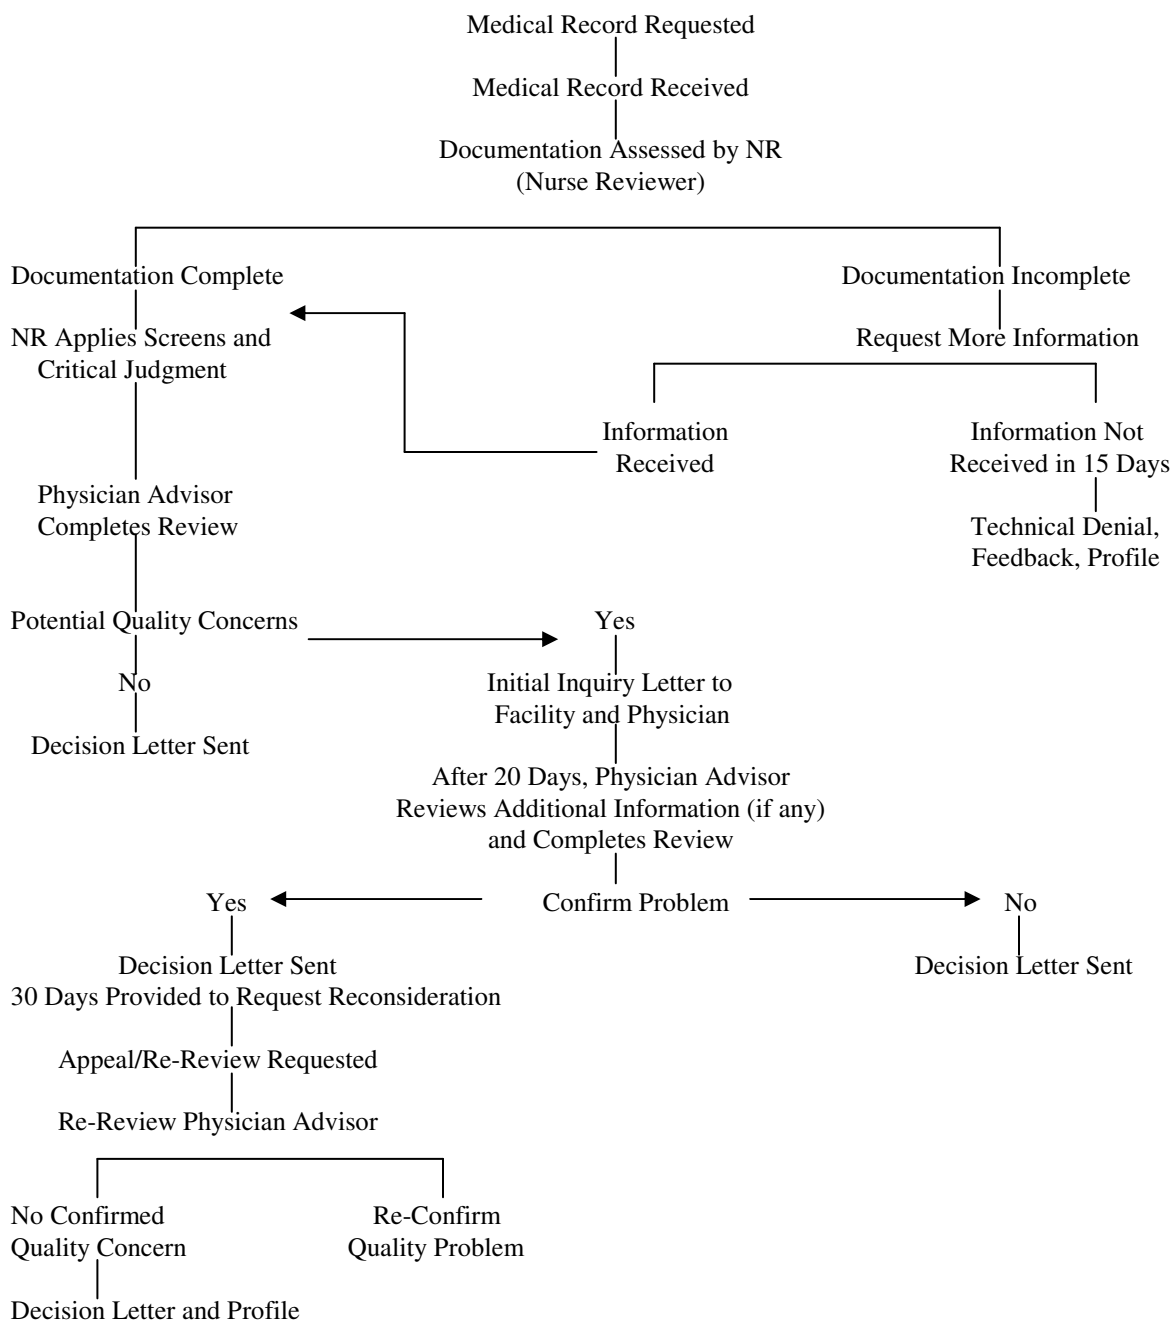 Medical Record Requested
Medical Record Received
Documentation Assessed by NR
(Nurse Reviewer)
Documentation Complete
Documentation Incomplete
NR Applies Screens and
Critical Judgment
Request More Information
Information
Received
Information Not
Received in 15 Days
Physician Advisor
Completes Review
Technical Denial,
Feedback, Profile
Potential Quality Concerns
Yes
No
Initial Inquiry Letter to
Facility and Physician
Decision Letter Sent
After 20 Days, Physician Advisor
Reviews Additional Information (if any)
and Completes Review
Yes
Confirm Problem
No
Decision Letter Sent
30 Days Provided to Request Reconsideration
Decision Letter Sent
Appeal/Re-Review Requested
Re-Review Physician Advisor
No Confirmed
Quality Concern
Re-Confirm
Quality Problem
Decision Letter and Profile